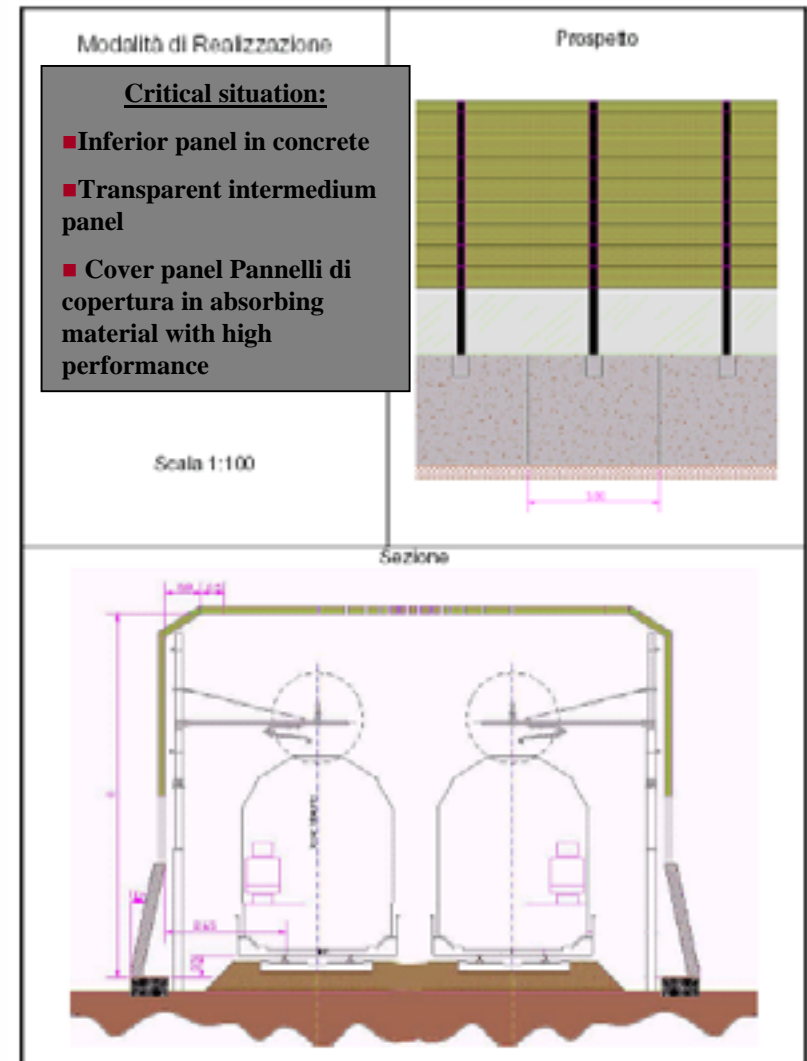 Modalità di Realizzazione
Critical situation:
■Inferior panel in concrete
■Transparent intermedium
panel
■ Cover panel Pannelli di
copertura in absorbing
material with high
performance
Scala 1:100
Prospetto
Sezione